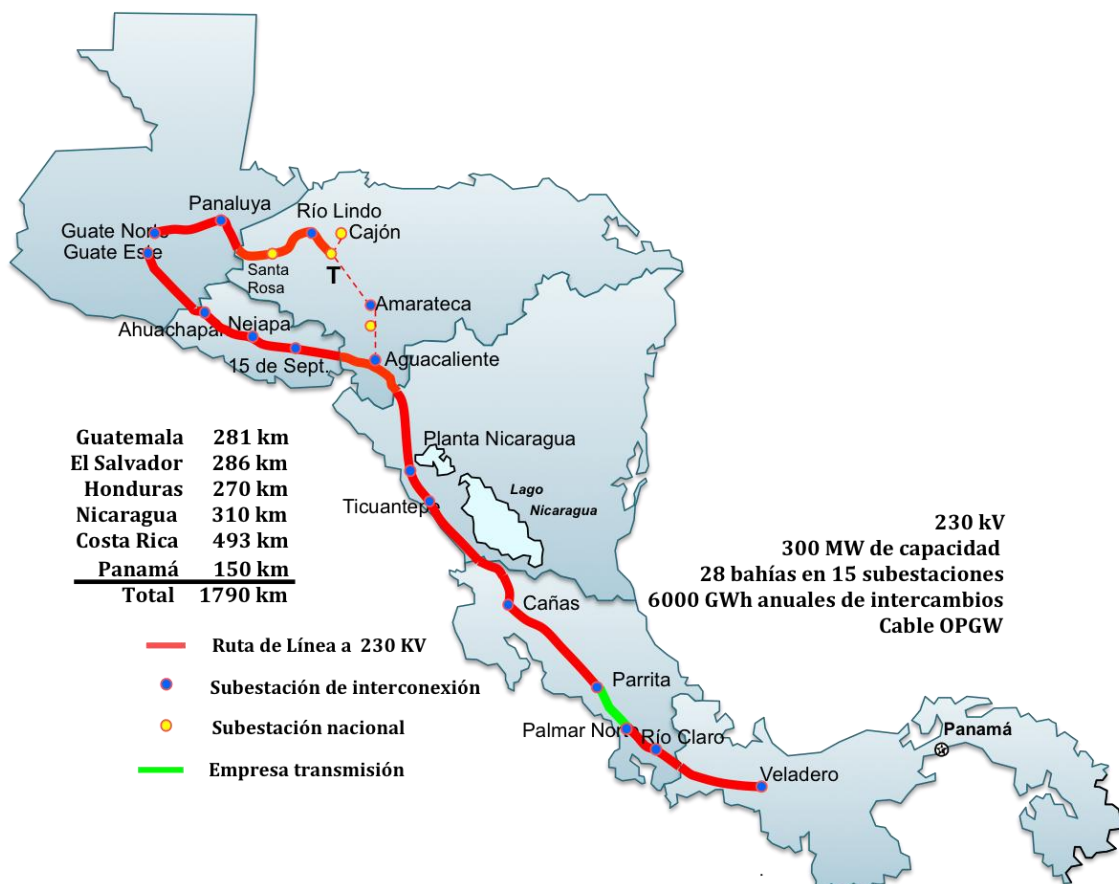 Panaluya
Río Lindo
Guate Norte
Cajón
Guate Este
Santa
Rosa
T
Amarateca
Ahuachapan
Nejapa
15 de Sept.
Aguacaliente
Guatemala 281 km
El Salvador 286 km
Honduras 270 km
Nicaragua 310 km
Costa Rica 493 km
Panamá 150 km
Total 1790 km
Planta Nicaragua
Lago
Nicaragua
Ticuantepe
230 kV
300 MW de capacidad
28 bahías en 15 subestaciones
6000 GWh anuales de intercambios
Cable OPGW
Cañas
Ruta de Línea a 230 KV
Subestación de interconexión
Subestación nacional
Empresa transmisión
Parrita
Palmar Norte
Río Claro
Panamá
Veladero